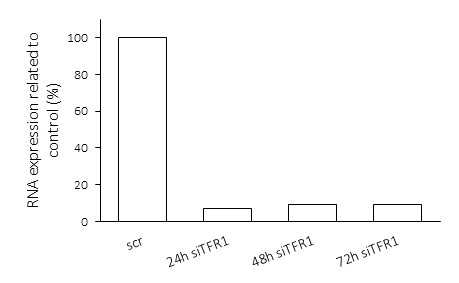 RNA expression related to
control (%)
100
80
60
40
20
0
scr
24h siTFR1
48h siTFR1
72h siTFR1